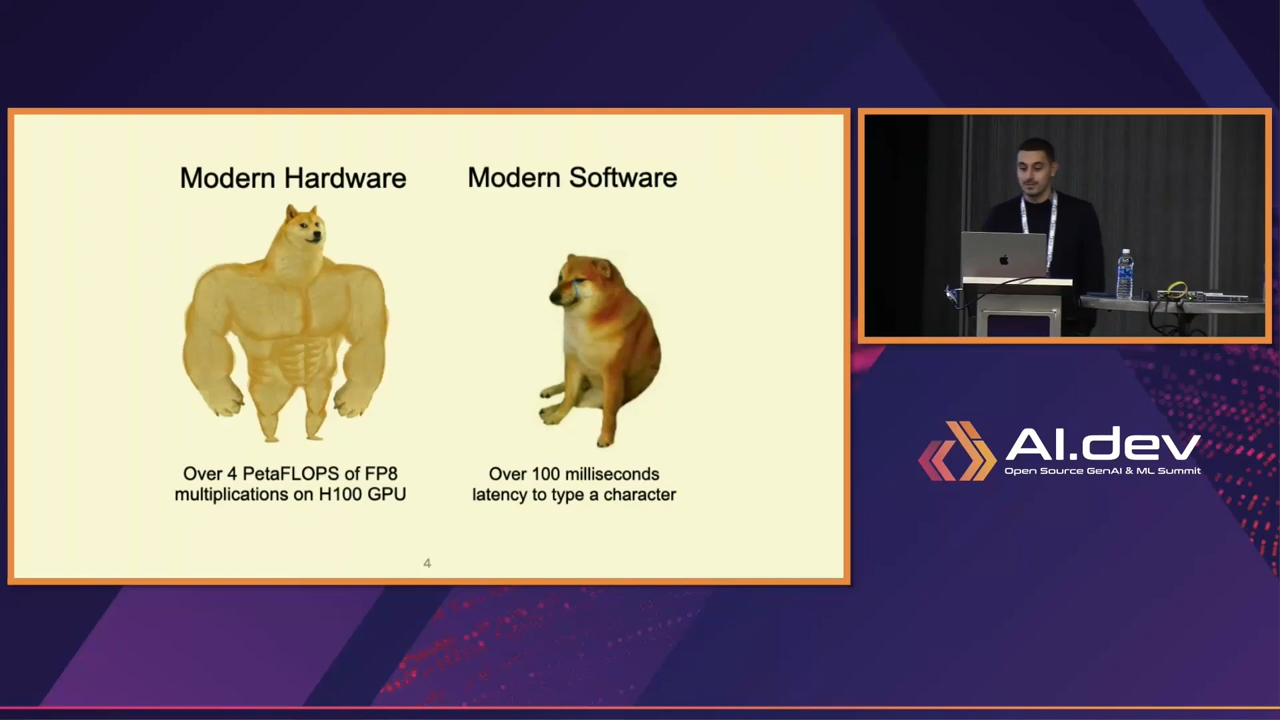 Modern Hardware
Modern Software
Over 4 PetaFLOPS of FP8
multiplications on H100 GPU
Over 100 milliseconds
latency to type a character
4
AI.dev
Open Source GenAI & ML Summit